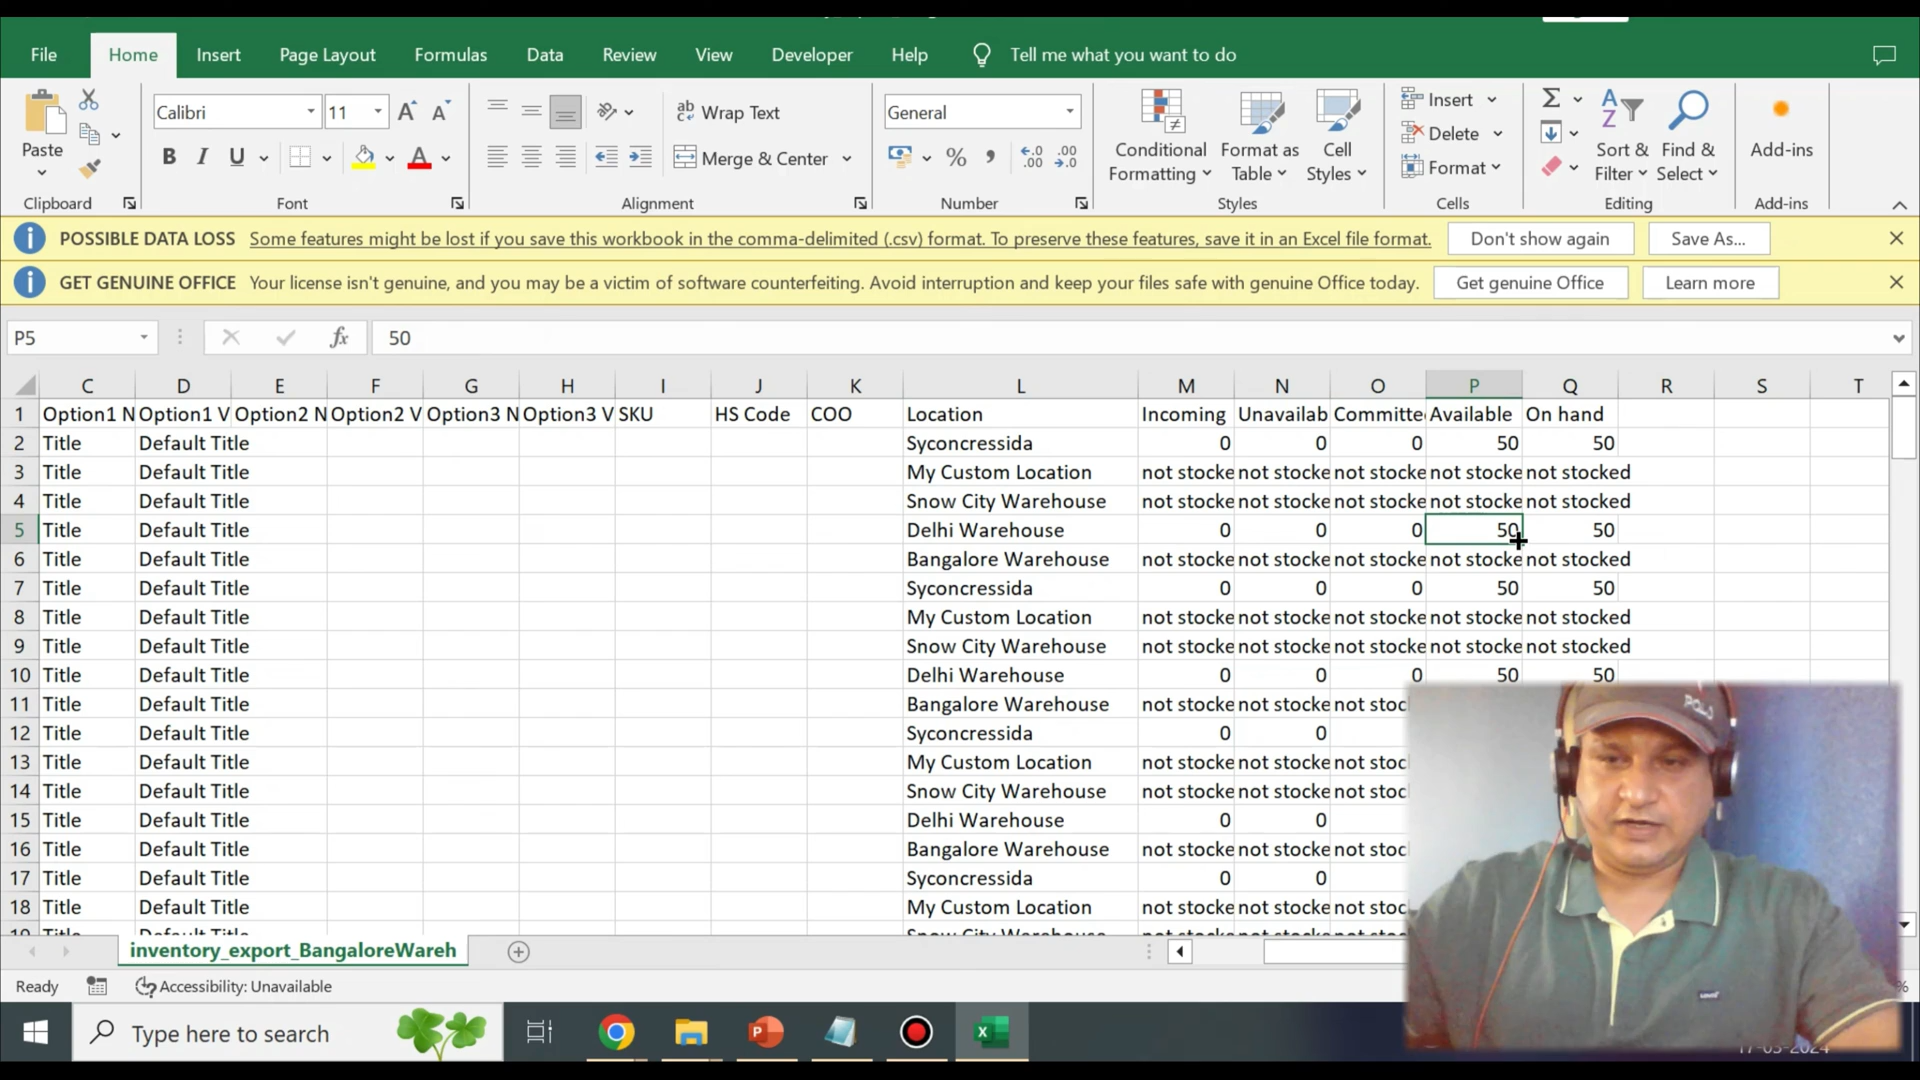 File Home Insert Page Layout Formulas Data Review View Developer Help Tell me what you want to do
Calibri 11 Wrap Text General Insert
Paste B I U Merge & Center % Conditional Formatting Format as Table Cell Styles Delete Format Sort & Filter Find & Select Add-ins
Clipboard Font Alignment Number Styles Cells Editing Add-ins
POSSIBLE DATA LOSS Some features might be lost if you save this workbook in the comma-delimited (.csv) format. To preserve these features, save it in an Excel file format. Don't show again Save As...
GET GENUINE OFFICE Your license isn't genuine, and you may be a victim of software counterfeiting. Avoid interruption and keep your files safe with genuine Office today. Get genuine Office Learn more
P5 fx 50
C D E F G H I J K L M N O P Q R S T
1 Option1 N Option1 V Option2 N Option2 V Option3 N Option3 V SKU HS Code COO Location Incoming Unavailab Committe Available On hand
2 Title Default Title Syconcressida 0 0 0 50 50
3 Title Default Title My Custom Location not stocke not stocke not stocke not stocke not stocked
4 Title Default Title Snow City Warehouse not stocke not stocke not stocke not stocke not stocked
5 Title Default Title Delhi Warehouse 0 0 0 50 50
6 Title Default Title Bangalore Warehouse not stocke not stocke not stocke not stocke not stocked
7 Title Default Title Syconcressida 0 0 0 50 50
8 Title Default Title My Custom Location not stocke not stocke not stocke not stocke not stocked
9 Title Default Title Snow City Warehouse not stocke not stocke not stocke not stocke not stocked
10 Title Default Title Delhi Warehouse 0 0 0 50 50
11 Title Default Title Bangalore Warehouse not stocke not stocke not stoc
12 Title Default Title Syconcressida 0 0
13 Title Default Title My Custom Location not stocke not stocke not stoc
14 Title Default Title Snow City Warehouse not stocke not stocke not stoc
15 Title Default Title Delhi Warehouse 0 0
16 Title Default Title Bangalore Warehouse not stocke not stocke not stoc
17 Title Default Title Syconcressida 0 0
18 Title Default Title My Custom Location not stocke not stocke not stoc
inventory_export_BangaloreWareh
Ready Accessibility: Unavailable
Type here to search